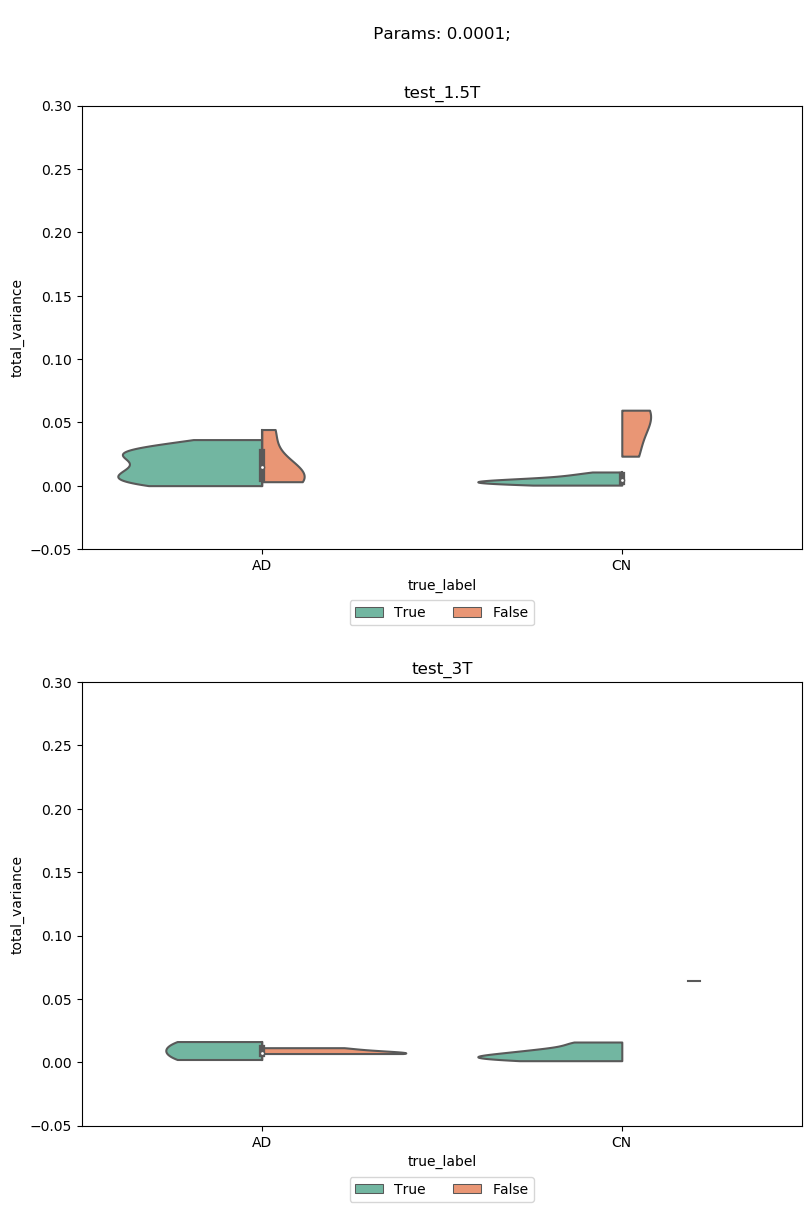 Params: 0.0001;
test_1.5T
0.30
0.25
0.20
0.15
0.10
0.05
0.00
−0.05
total_variance
AD CN
true_label
True False
test_3T
0.30
0.25
0.20
0.15
0.10
0.05
0.00
−0.05
total_variance
AD CN
true_label
True False